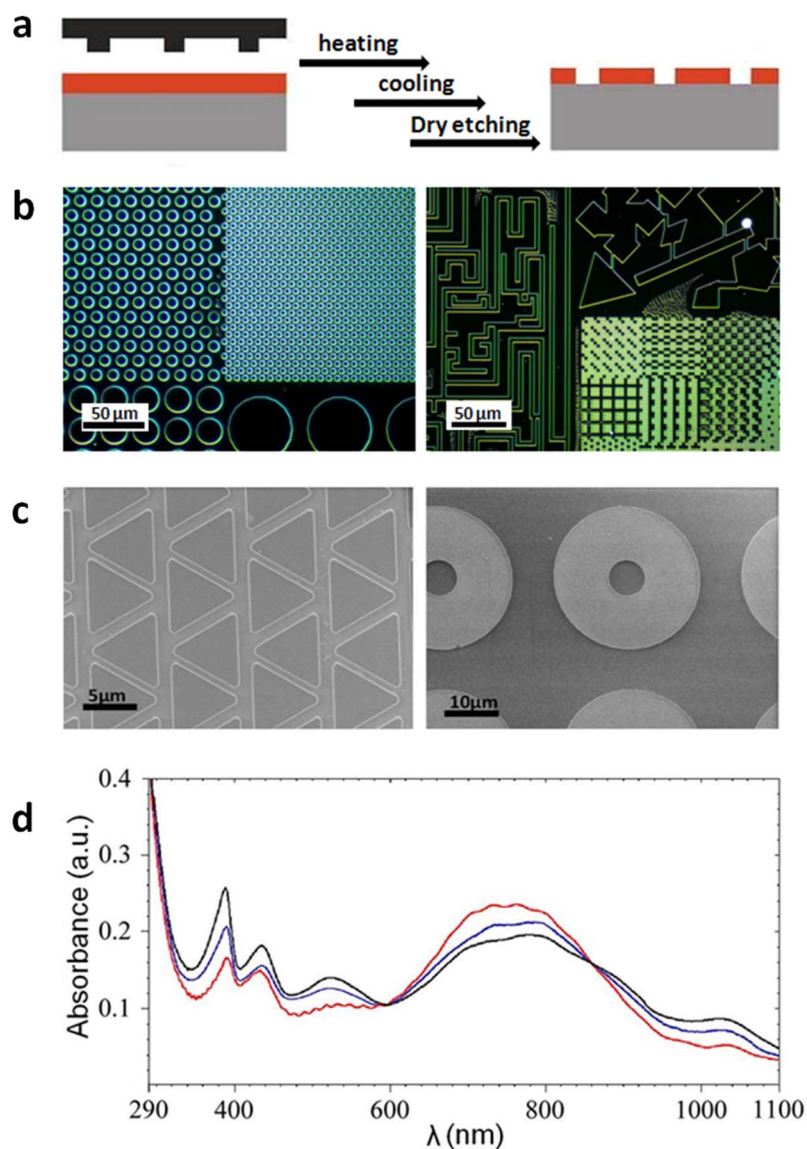 a
heating
cooling
Dry etching
b
50 µm
50 µm
c
5µm
10µm
d
Absorbance (a.u.)
0.4
0.3
0.2
0.1
290 400 600 800 1000 1100
λ (nm)